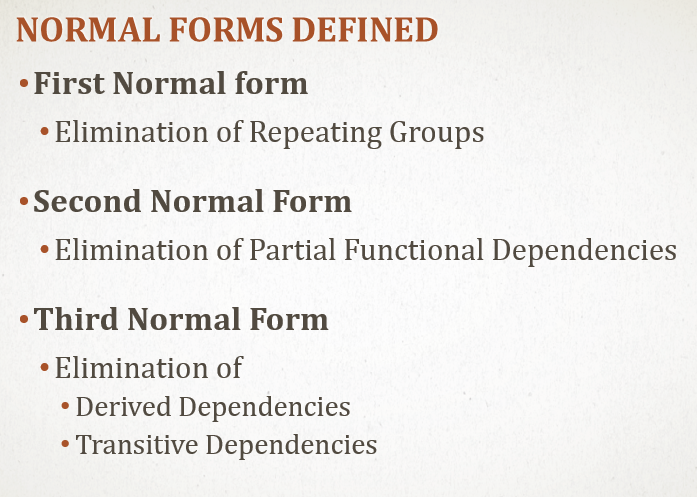 NORMAL FORMS DEFINED
•First Normal form
•Elimination of Repeating Groups
•Second Normal Form
•Elimination of Partial Functional Dependencies
•Third Normal Form
•Elimination of
•Derived Dependencies
•Transitive Dependencies